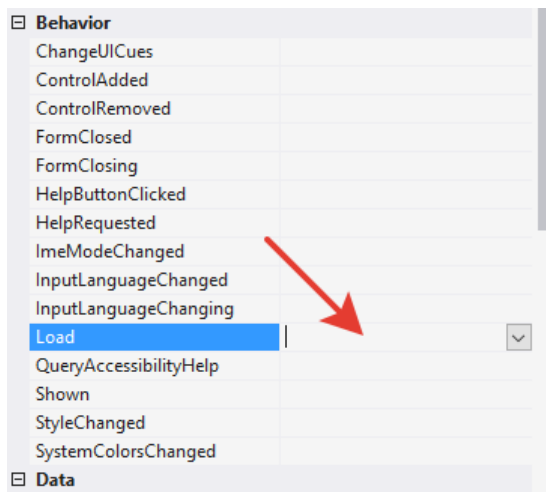 Behavior
ChangeUICues
ControlAdded
ControlRemoved
FormClosed
FormClosing
HelpButtonClicked
HelpRequested
ImeModeChanged
InputLanguageChanged
InputLanguageChanging
Load
QueryAccessibilityHelp
Shown
StyleChanged
SystemColorsChanged
Data